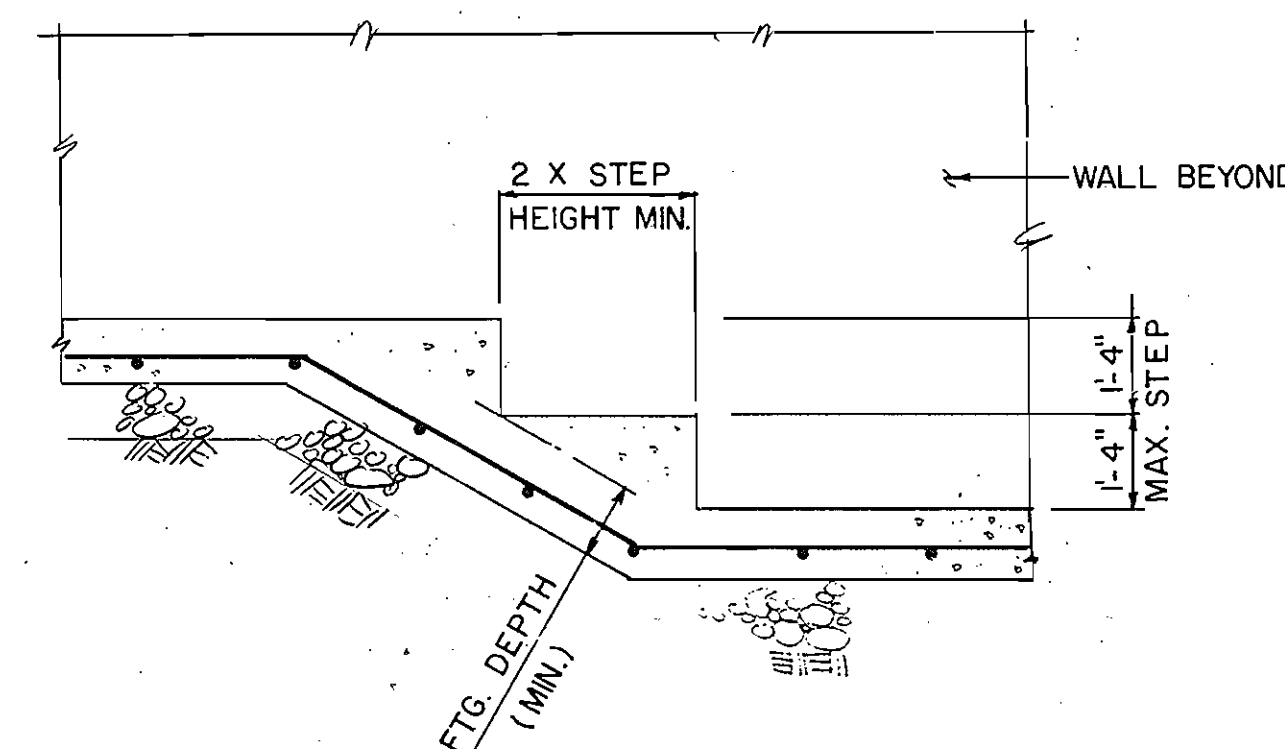 2 X STEP
HEIGHT MIN.
WALL BEYOND
1'-4"
1'-4"
MAX. STEP
FTG. DEPTH
(MIN.)